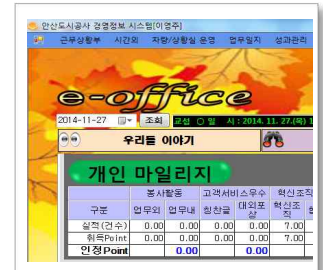 안산도시공사 경영정보 시스템[이영주]
근무상황부 시간외 차량/상황실 운영 업무일지 성과관리
e-office
2014-11-27 조회 교섭 ○ 일 시 : 2014. 11. 27.(목) 1
우리들 이야기
개인 마일리지
봉사활동 고객서비스우수 혁신조직
구분 업무외 업무내 칭찬글 대외포상 혁신조직
실적(건수) 0.00 0.00 0.00 0.00 7.00
취득Point 0.00 0.00 0.00 0.00 7.00
인정Point 0.00 0.00